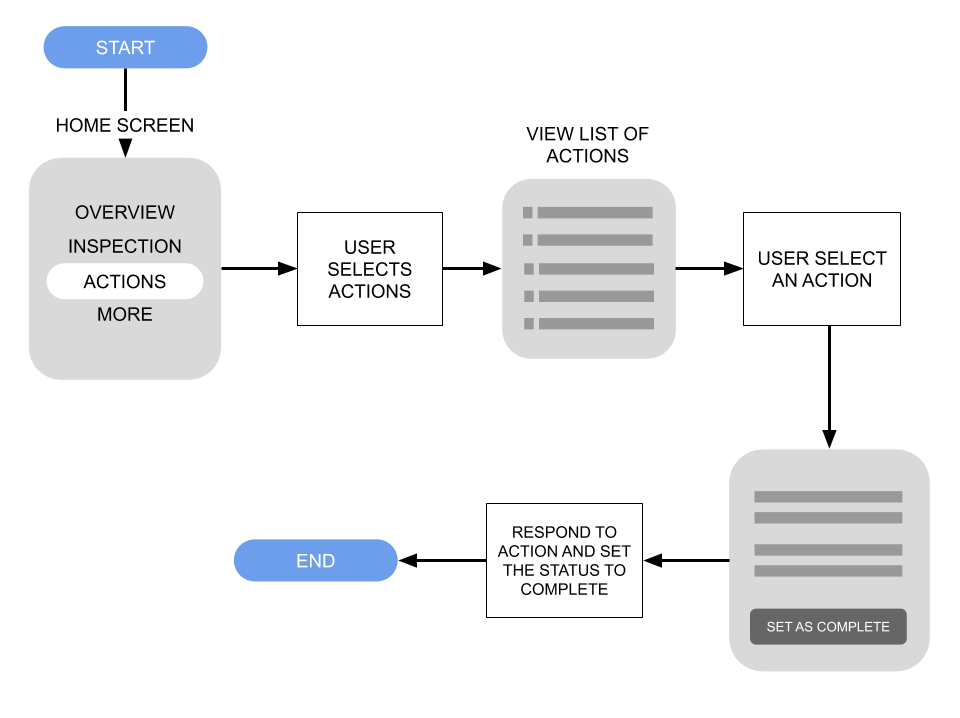 START
HOME SCREEN
OVERVIEW
INSPECTION
ACTIONS
MORE
USER
SELECTS
ACTIONS
VIEW LIST OF
ACTIONS
USER SELECT
AN ACTION
SET AS COMPLETE
RESPOND TO
ACTION AND SET
THE STATUS TO
COMPLETE
END